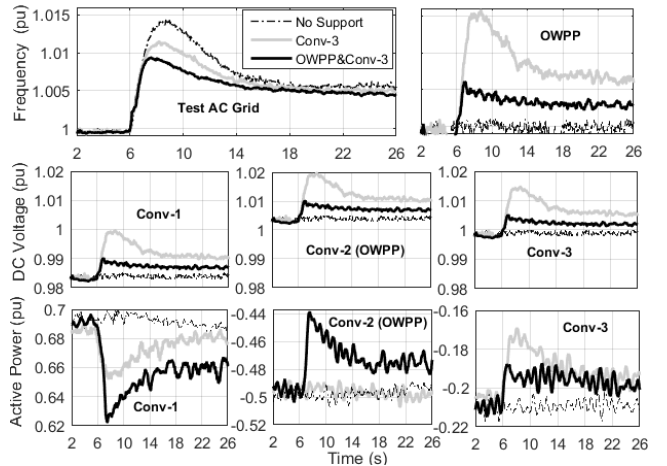 Frequency (pu)
1.015
1.01
1.005
1
No Support
Conv-3
OWPP&Conv-3
Test AC Grid
OWPP
2 6 10 14 18 22 26
2 6 10 14 18 22 26
DC Voltage (pu)
1.02
1.01
1
0.99
0.98
Conv-1
1.02
1.01
1
0.99
0.98
Conv-2 (OWPP)
1.02
1.01
1
0.99
0.98
Conv-3
2 6 10 14 18 22 26
2 6 10 14 18 22 26
2 6 10 14 18 22 26
Active Power (pu)
0.7
0.68
0.66
0.64
0.62
Conv-1
-0.44
-0.46
-0.48
-0.5
-0.52
Conv-2 (OWPP)
-0.16
-0.18
-0.2
-0.22
Conv-3
2 6 10 14 18 22 26
2 6 10 14 18 22 26
2 6 10 14 18 22 26
Time (s)